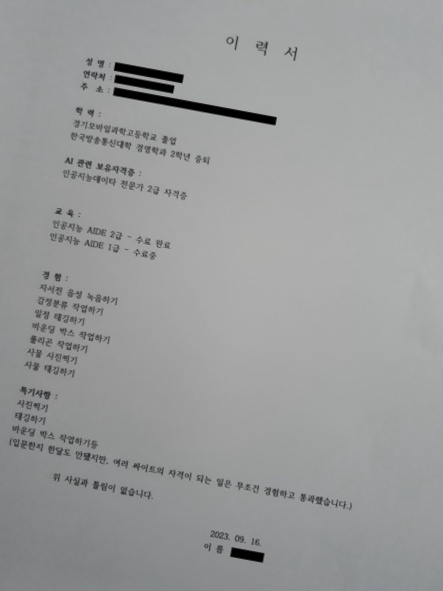 이 력 서
성 명 :
연락처 :
주 소 :
학 력 :
경기모바일과학고등학교 졸업
한국방송통신대학 경영학과 2학년 중퇴
AI 관련 보유자격증 :
인공지능데이타 전문가 2급 자격증
교 육 :
인공지능 AIDE 2급 - 수료 완료
인공지능 AIDE 1급 - 수료중
경 험 :
자서전 음성 녹음하기
감정분류 작업하기
일정 태깅하기
바운딩 박스 작업하기
폴리곤 작업하기
사물 사진찍기
사물 태깅하기
특기사항 :
사진찍기
태깅하기
바운딩 박스 작업하기등
(입문한지 한달도 안됐지만, 여러 싸이트의 자격이 되는 일은 무조건 경험하고 통과했습니다.)
위 사실과 틀림이 없습니다.
2023. 09. 16.
이 름